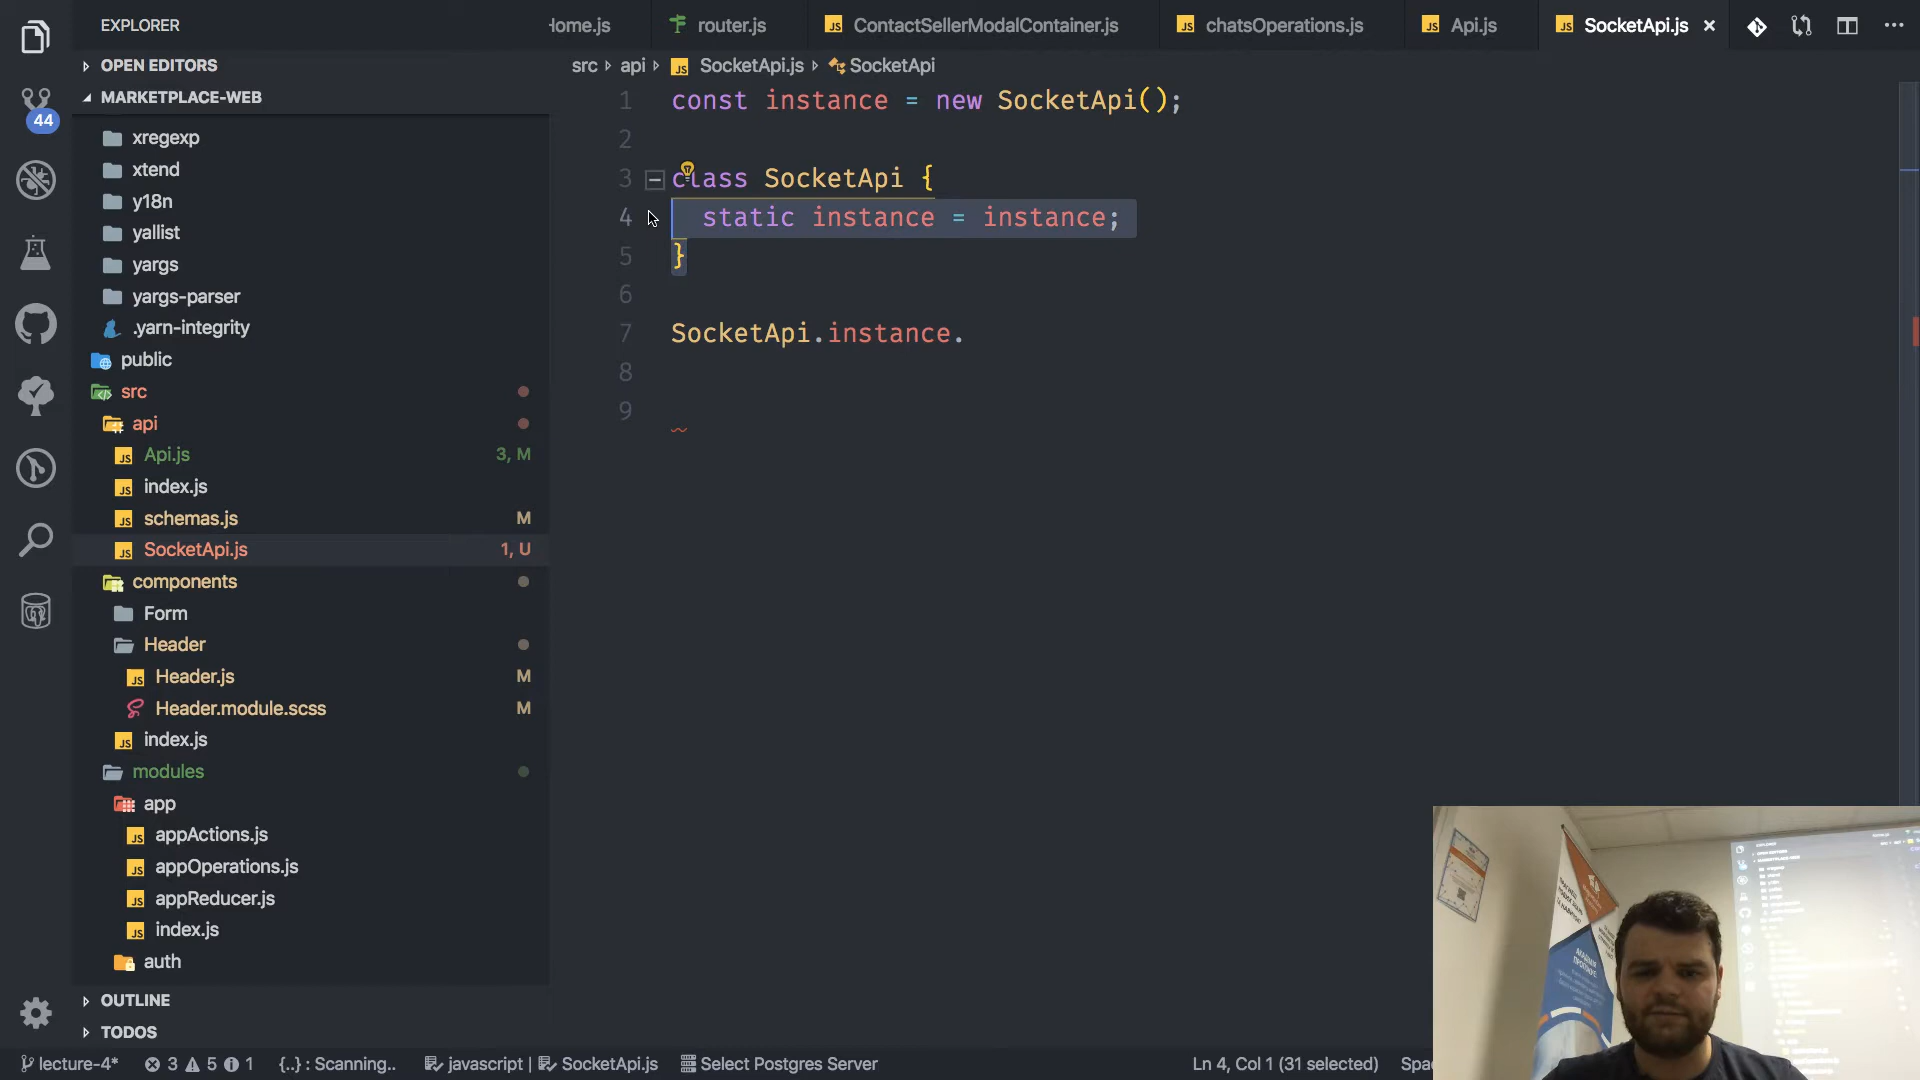 EXPLORER
Home.js
router.js
ContactSellerModalContainer.js
chatsOperations.js
Api.js
SocketApi.js
OPEN EDITORS
MARKETPLACE-WEB
src
api
SocketApi.js
SocketApi
44
xregexp
xtend
y18n
yallist
yargs
yargs-parser
.yarn-integrity
public
src
api
Api.js 3, M
index.js
schemas.js M
SocketApi.js 1, U
components
Form
Header
Header.js M
Header.module.scss M
index.js
modules
app
appActions.js
appOperations.js
appReducer.js
index.js
auth
OUTLINE
TODOS
1 const instance = new SocketApi();
2
3 class SocketApi {
4 static instance = instance;
5 }
6
7 SocketApi.instance.
8
9
lecture-4* 3 5 1 {..} : Scanning.. javascript | SocketApi.js Select Postgres Server Ln 4, Col 1 (31 selected) Spa
АКАДЕМІЯ